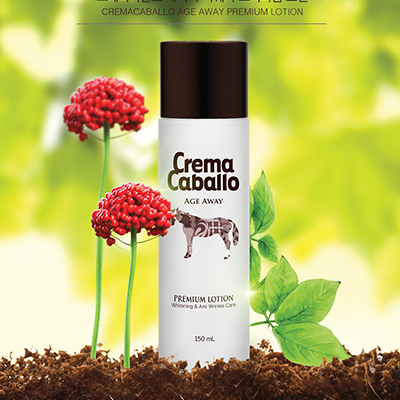 CREMACABALLO AGE AWAY PREMIUM LOTION
Crema
Caballo
AGE AWAY
PREMIUM LOTION
Whitening & Anti Wrinkle Care
150 mL